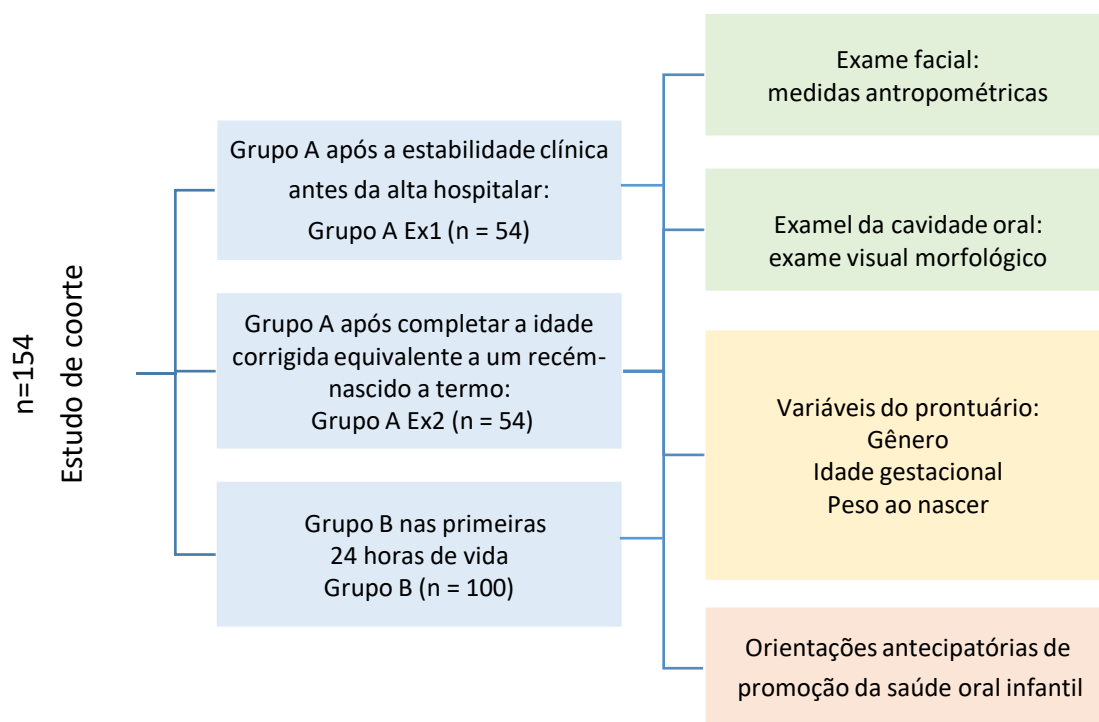 n=154
Estudo de coorte
Grupo A após a estabilidade clínica
antes da alta hospitalar:
Grupo A Ex1 (n = 54)
Grupo A após completar a idade
corrigida equivalente a um recém-
nascido a termo:
Grupo A Ex2 (n = 54)
Grupo B nas primeiras
24 horas de vida
Grupo B (n = 100)
Exame facial:
medidas antropométricas
Examel da cavidade oral:
exame visual morfológico
Variáveis do prontuário:
Gênero
Idade gestacional
Peso ao nascer
Orientações antecipatórias de
promoção da saúde oral infantil